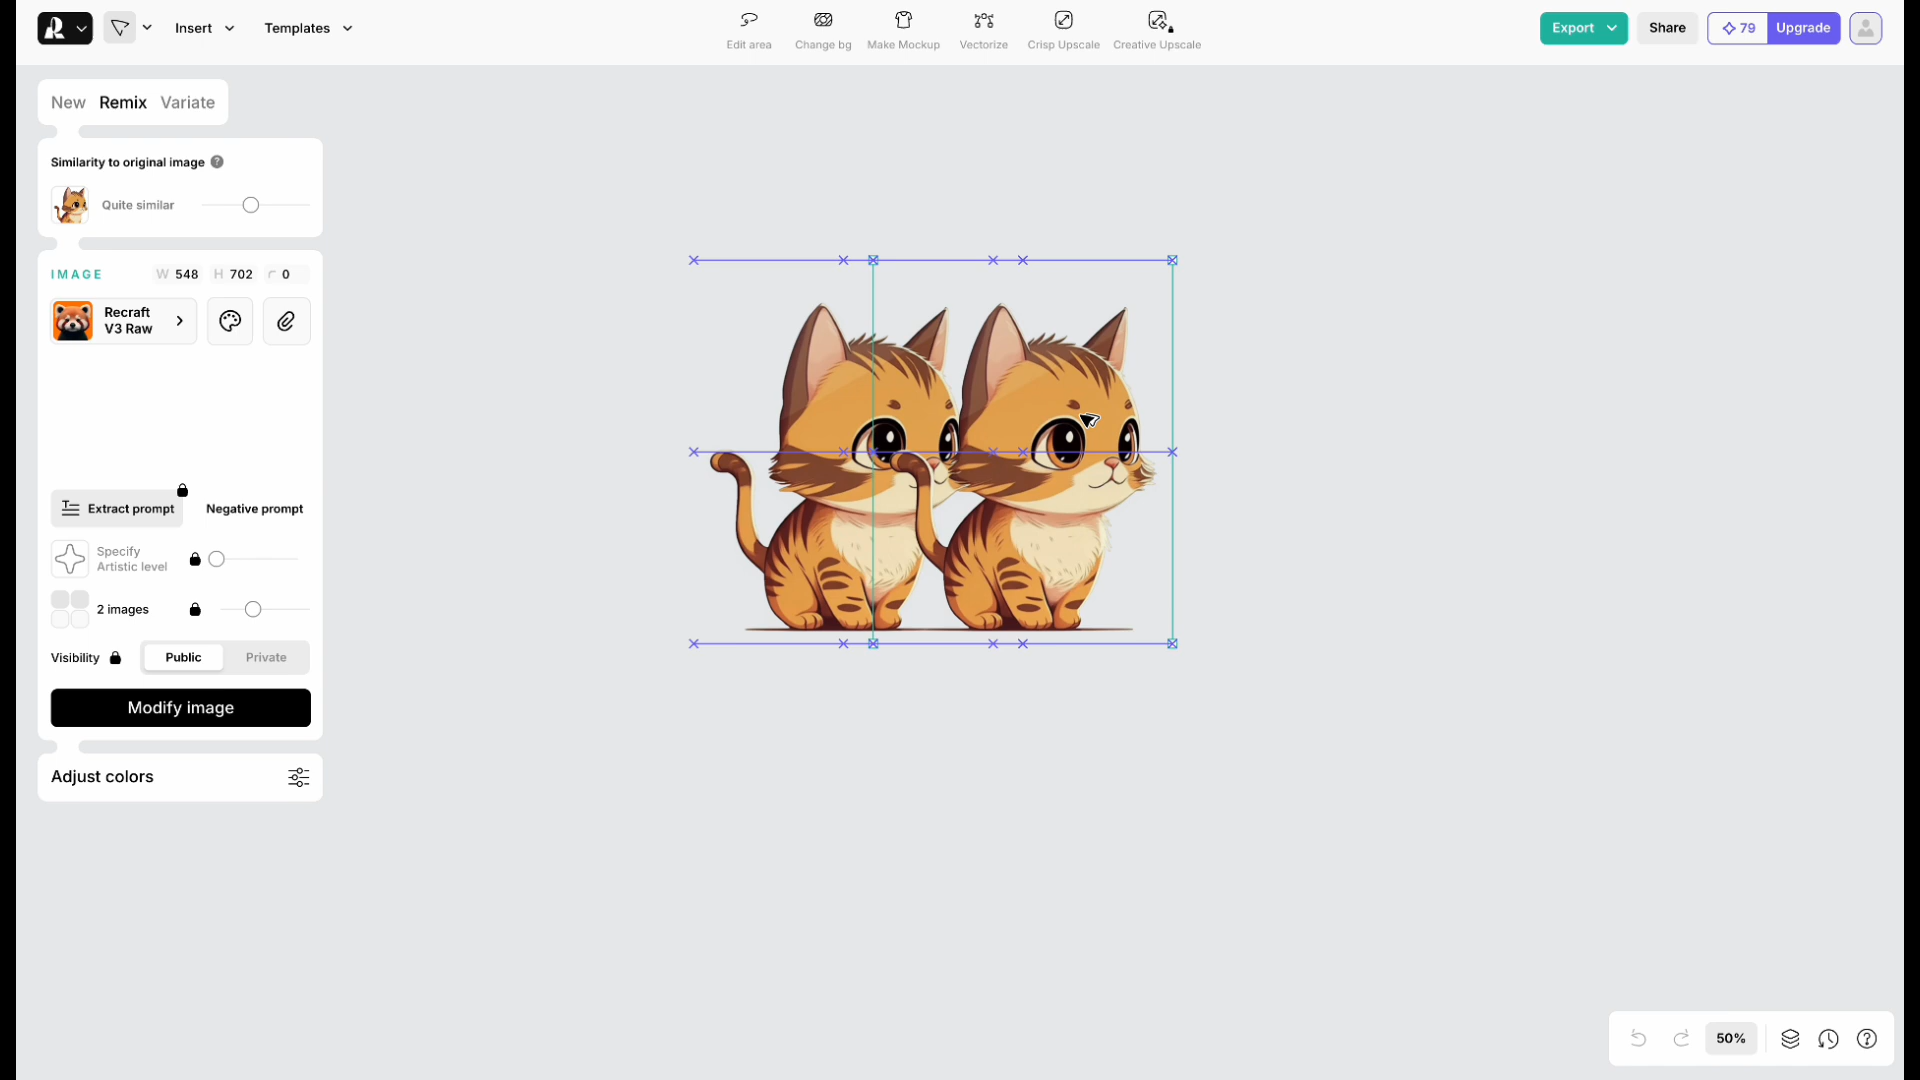 Insert
Templates
Edit area
Change bg
Make Mockup
Vectorize
Crisp Upscale
Creative Upscale
Export
Share
79
Upgrade
New Remix Variate
Similarity to original image ?
Quite similar
IMAGE W 548 H 702 0
Recraft
V3 Raw
Extract prompt
Negative prompt
Specify
Artistic level
2 images
Visibility Public Private
Modify image
Adjust colors
50%